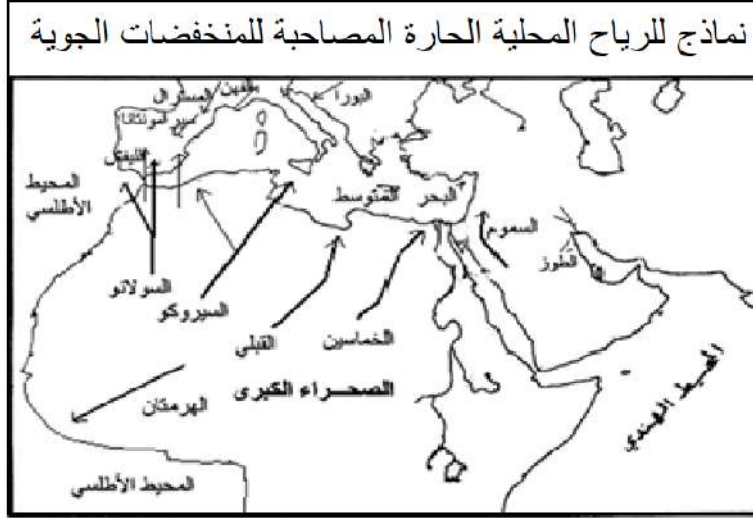 نماذج للرياح المحلية الحارة المصاحبة للمنخفضات الجوية
المسترال
البورا
المحيط
الأطلسي
البحر
المتوسط
السموم
السولانو
السيروكو
القبلي
الخماسين
الهرمتان
الصحراء الكبرى
المحيط الهندي
المحيط الأطلسي